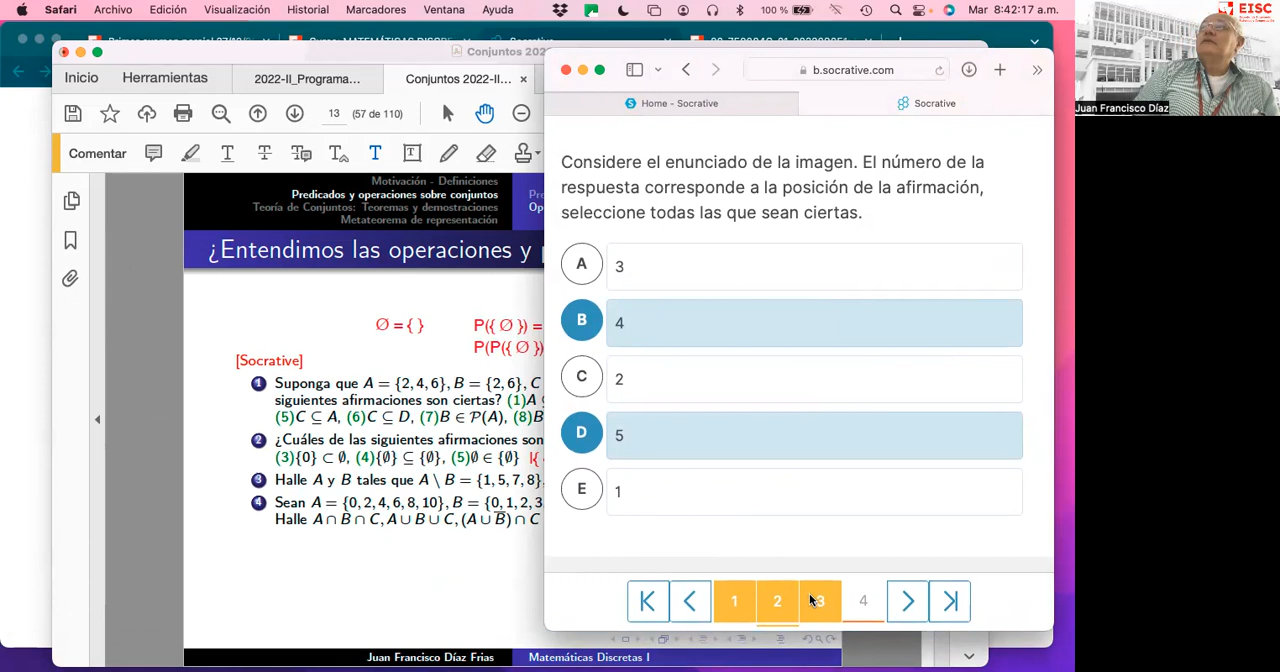 Safari Archivo Edición Visualización Historial Marcadores Ventana Ayuda 100 % Mar 8:42:17 a.m.
EISC
Conjuntos 202
Inicio Herramientas 2022-II_Programa... Conjuntos 2022-II... ×
13 (57 de 110)
Comentar
Motivación - Definiciones
Predicados y operaciones sobre conjuntos
Teoría de Conjuntos: Teoremas y demostraciones
Metateorema de representación
¿Entendimos las operaciones y
Ø = { } P({ Ø }) =
P(P({ Ø })
[Socrative]
1 Suponga que A = {2, 4, 6}, B = {2, 6}, C
siguientes afirmaciones son ciertas? (1)A
(5)C ⊆ A, (6)C ⊆ D, (7)B ∈ P(A), (8)B
2 ¿Cuáles de las siguientes afirmaciones son
(3){0} ⊂ ∅, (4){∅} ⊆ {∅}, (5)∅ ∈ {∅} |{
3 Halle A y B tales que A \ B = {1, 5, 7, 8},
4 Sean A = {0, 2, 4, 6, 8, 10}, B = {0, 1, 2, 3
Halle A ∩ B ∩ C, A ∪ B ∪ C, (A ∪ B̅) ∩ C
Juan Francisco Díaz Frias Matemáticas Discretas I
b.socrative.com
Home - Socrative Socrative
Considere el enunciado de la imagen. El número de la
respuesta corresponde a la posición de la afirmación,
seleccione todas las que sean ciertas.
A 3
B 4
C 2
D 5
E 1
1 2 3 4
Juan Francisco Díaz